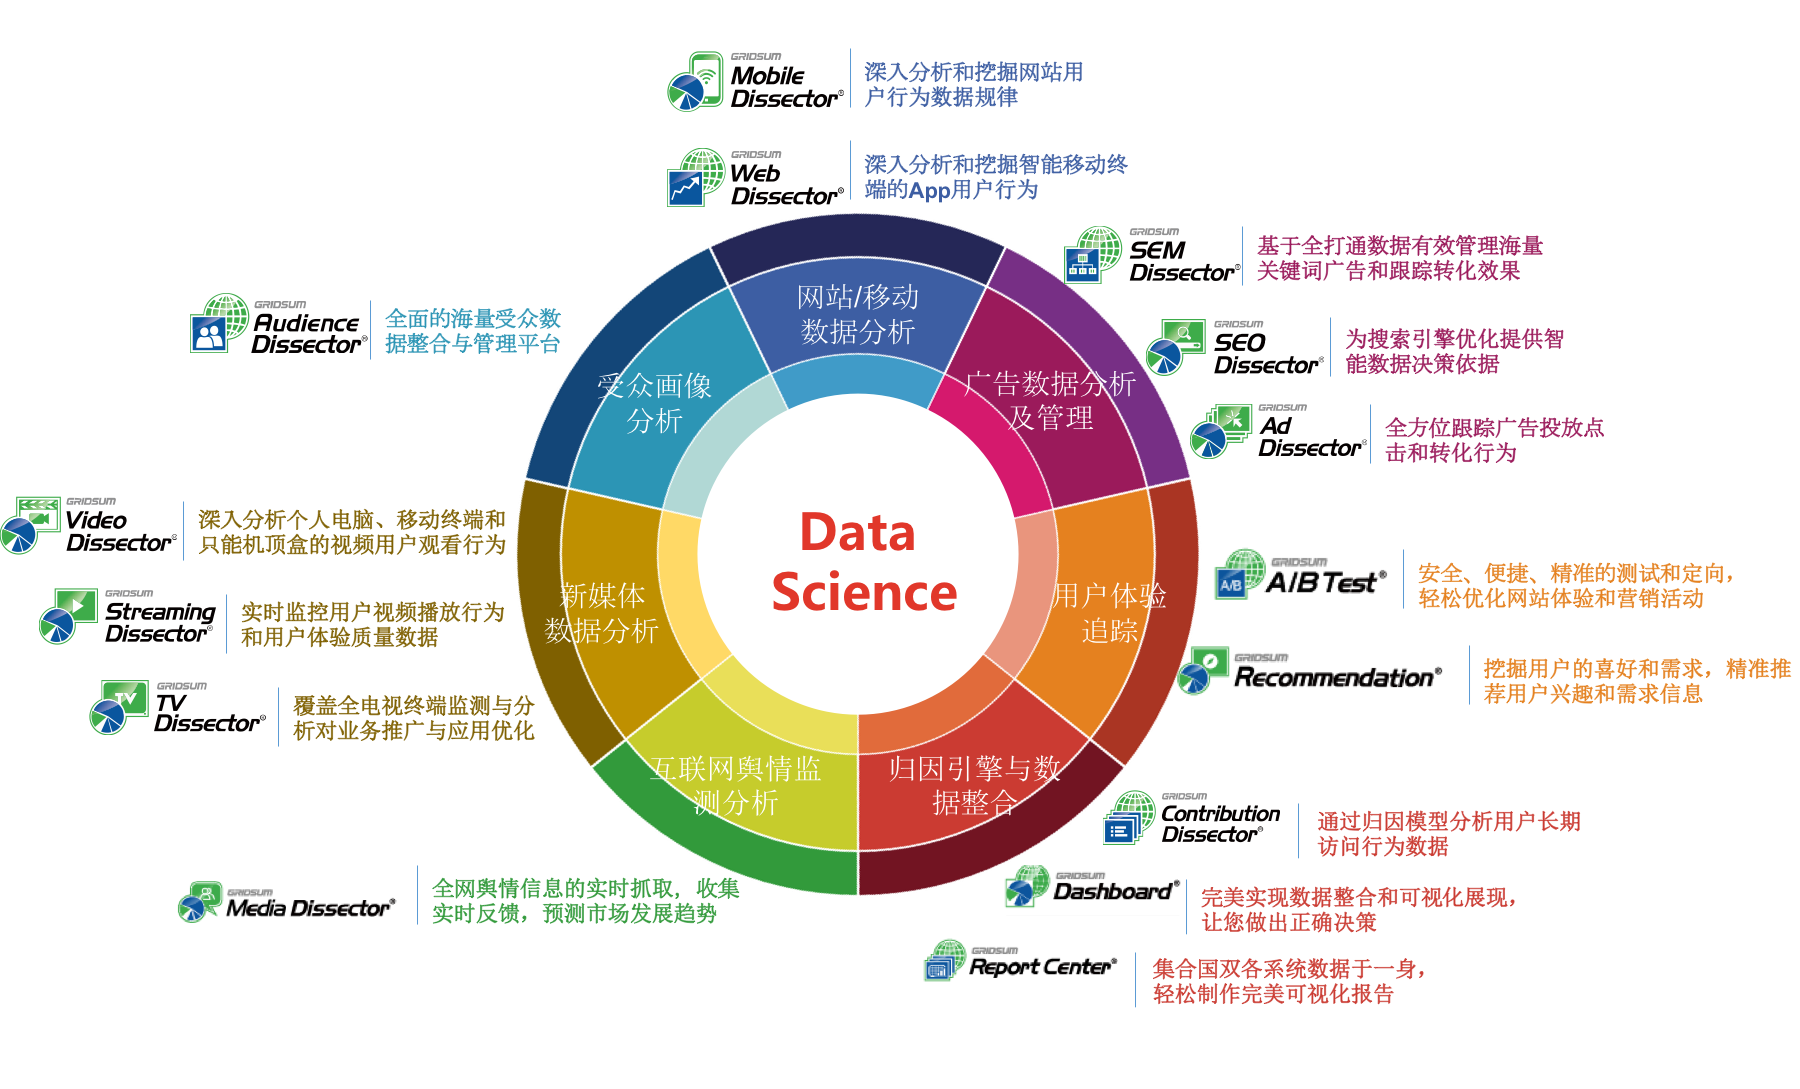 GRIDSUM
Mobile
Dissector®
深入分析和挖掘网站用
户行为数据规律
GRIDSUM
Web
Dissector®
深入分析和挖掘智能移动终
端的App用户行为
GRIDSUM
SEM
Dissector®
基于全打通数据有效管理海量
关键词广告和跟踪转化效果
GRIDSUM
SEO
Dissector®
为搜索引擎优化提供智
能数据决策依据
GRIDSUM
Ad
Dissector®
全方位跟踪广告投放点
击和转化行为
A/B
GRIDSUM
A/B Test®
安全、便捷、精准的测试和定向，
轻松优化网站体验和营销活动
GRIDSUM
Recommendation®
挖掘用户的喜好和需求，精准推
荐用户兴趣和需求信息
GRIDSUM
Contribution
Dissector®
通过归因模型分析用户长期
访问行为数据
GRIDSUM
Dashboard®
完美实现数据整合和可视化展现，
让您做出正确决策
GRIDSUM
Report Center®
集合国双各系统数据于一身，
轻松制作完美可视化报告
GRIDSUM
Media Dissector®
全网舆情信息的实时抓取，收集
实时反馈，预测市场发展趋势
TV
GRIDSUM
TV
Dissector®
覆盖全电视终端监测与分
析对业务推广与应用优化
GRIDSUM
Streaming
Dissector®
实时监控用户视频播放行为
和用户体验质量数据
GRIDSUM
Video
Dissector®
深入分析个人电脑、移动终端和
只能机顶盒的视频用户观看行为
GRIDSUM
Audience
Dissector®
全面的海量受众数
据整合与管理平台
网站/移动
数据分析
广告数据分析
及管理
用户体验
追踪
归因引擎与数
据整合
互联网舆情监
测分析
新媒体
数据分析
受众画像
分析
Data
Science